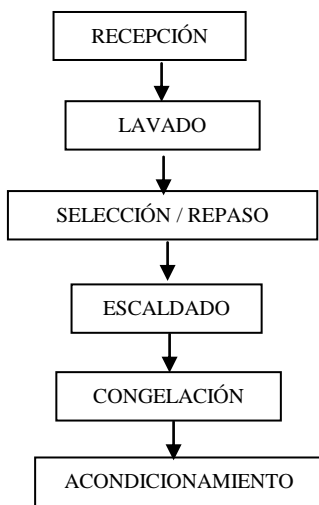 RECEPCIÓN
LAVADO
SELECCIÓN / REPASO
ESCALDADO
CONGELACIÓN
ACONDICIONAMIENTO